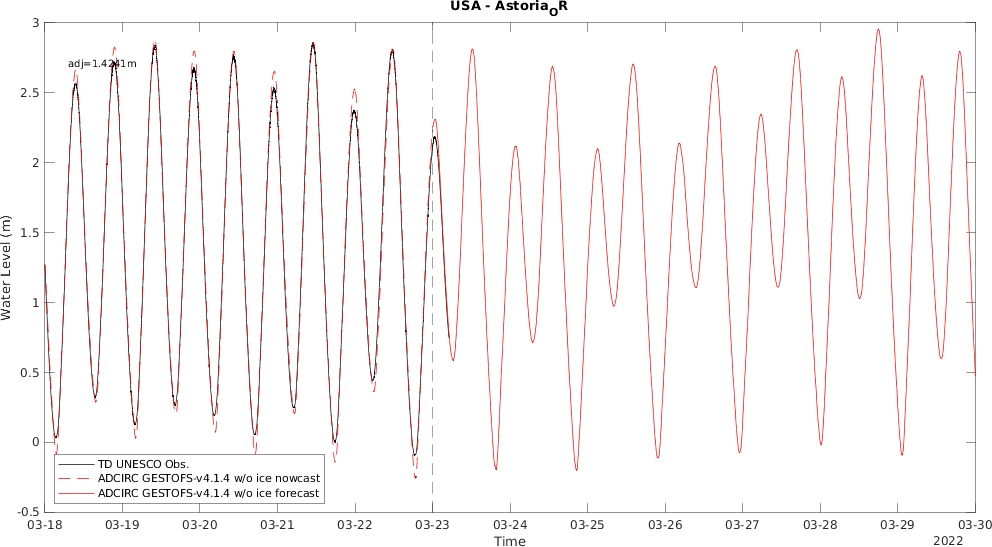 USA - Astoria_OR
adj=1.4241m
Water Level (m)
3
2.5
2
1.5
1
0.5
0
-0.5
TD UNESCO Obs.
ADCIRC GESTOFS-v4.1.4 w/o ice nowcast
ADCIRC GESTOFS-v4.1.4 w/o ice forecast
03-18 03-19 03-20 03-21 03-22 03-23 03-24 03-25 03-26 03-27 03-28 03-29 03-30
Time
2022